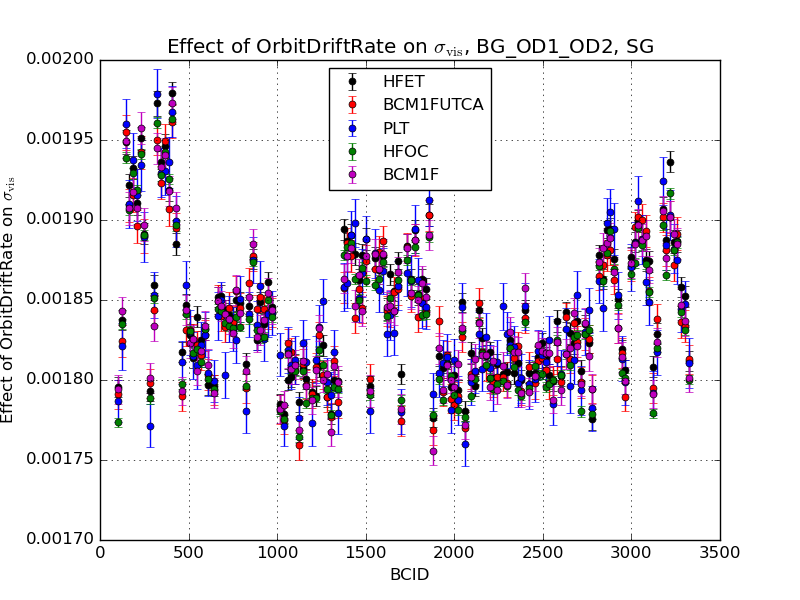 Effect of OrbitDriftRate on σvis, BG_OD1_OD2, SG
0.00200
0.00195
0.00190
0.00185
0.00180
0.00175
0.00170
Effect of OrbitDriftRate on σvis
HFET
BCM1FUTCA
PLT
HFOC
BCM1F
0 500 1000 1500 2000 2500 3000 3500
BCID